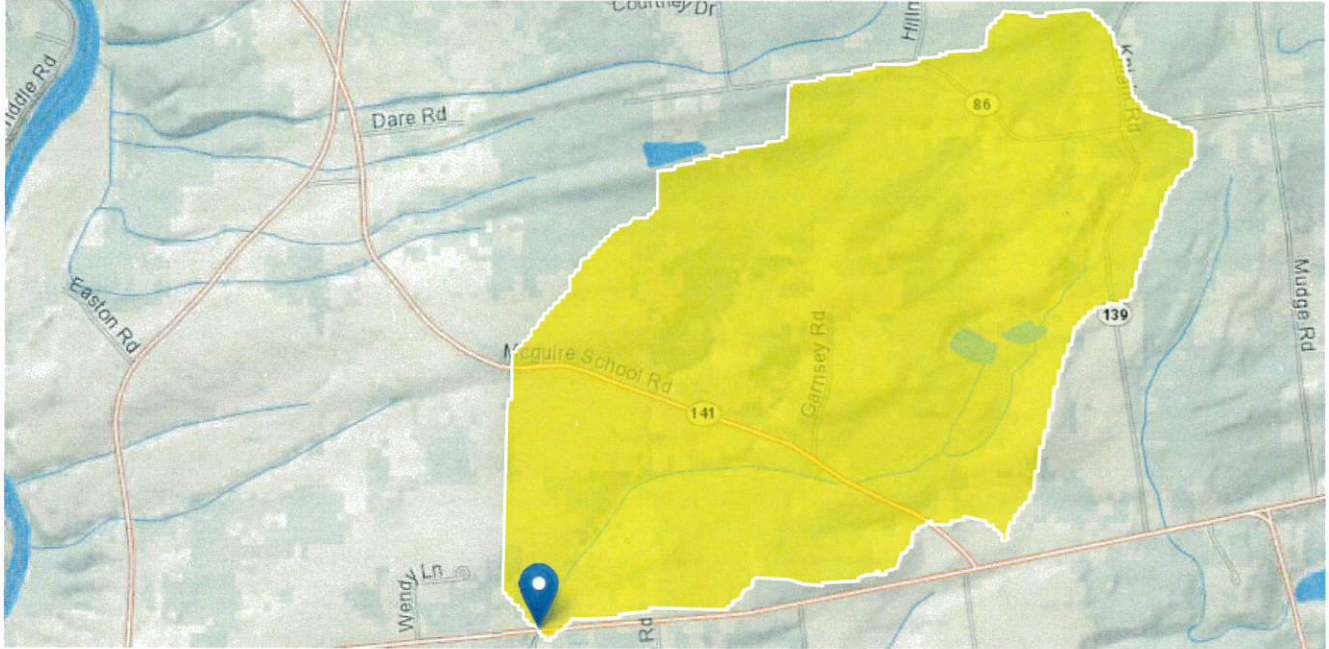 Courtney Dr
Dare Rd
86
Easton Rd
Mudge Rd
139
Garnsey Rd
Mcguire School Rd
141
Wendy Ln
Rd